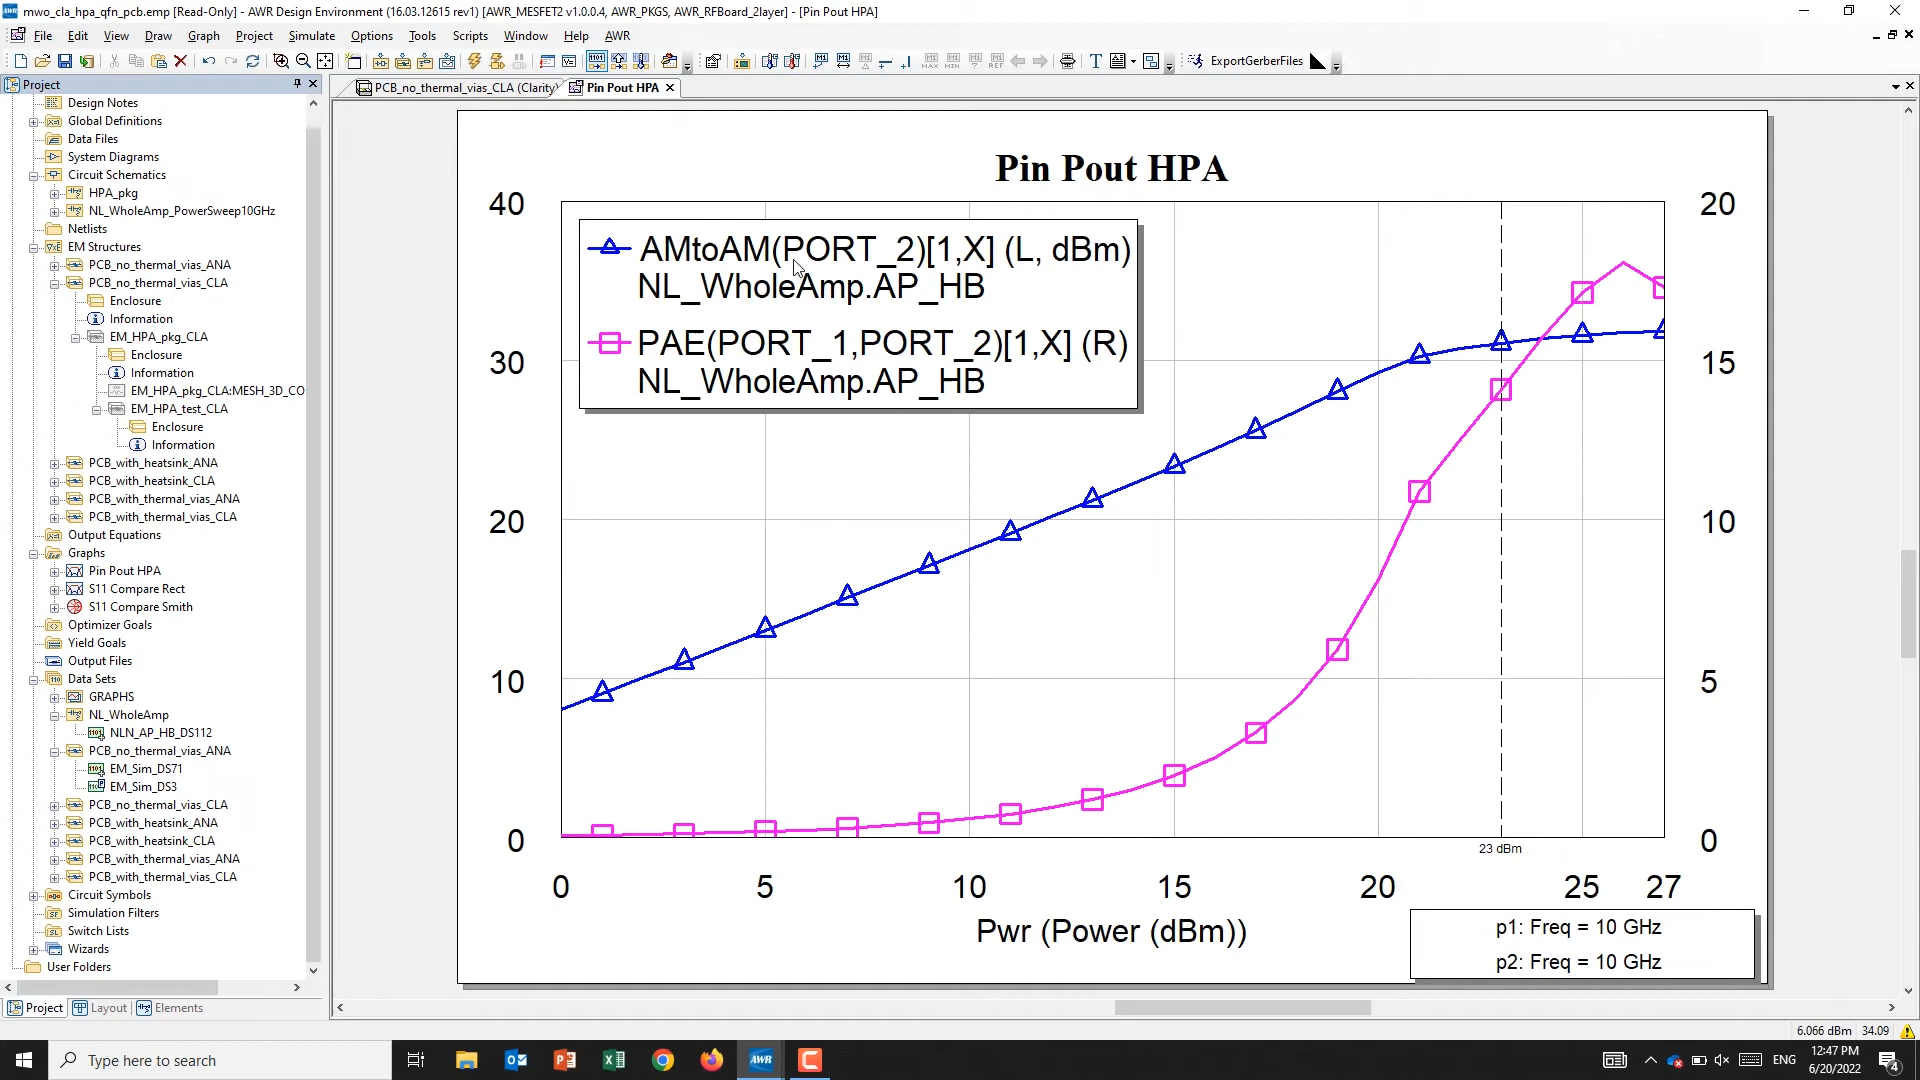 mwo_cla_hpa_qfn_pcb.emp [Read-Only] - AWR Design Environment (16.03.12615 rev1) [AWR_MESFET2 v1.0.0.4, AWR_PKGS, AWR_RFBoard_2layer] - [Pin Pout HPA]
File Edit View Draw Graph Project Simulate Options Tools Scripts Window Help AWR
ExportGerberFiles
Project
PCB_no_thermal_vias_CLA (Clarity)
Pin Pout HPA
Design Notes
Global Definitions
Data Files
System Diagrams
Circuit Schematics
HPA_pkg
NL_WholeAmp_PowerSweep10GHz
Netlists
EM Structures
PCB_no_thermal_vias_ANA
PCB_no_thermal_vias_CLA
Enclosure
Information
EM_HPA_pkg_CLA
Enclosure
Information
EM_HPA_pkg_CLA:MESH_3D_CO
EM_HPA_test_CLA
Enclosure
Information
PCB_with_heatsink_ANA
PCB_with_heatsink_CLA
PCB_with_thermal_vias_ANA
PCB_with_thermal_vias_CLA
Output Equations
Graphs
Pin Pout HPA
S11 Compare Rect
S11 Compare Smith
Optimizer Goals
Yield Goals
Output Files
Data Sets
GRAPHS
NL_WholeAmp
NLN_AP_HB_DS112
PCB_no_thermal_vias_ANA
EM_Sim_DS71
EM_Sim_DS3
PCB_no_thermal_vias_CLA
PCB_with_heatsink_ANA
PCB_with_heatsink_CLA
PCB_with_thermal_vias_ANA
PCB_with_thermal_vias_CLA
Circuit Symbols
Simulation Filters
Switch Lists
Wizards
User Folders
Project Layout Elements
Pin Pout HPA
AMtoAM(PORT_2)[1,X] (L, dBm)
NL_WholeAmp.AP_HB
PAE(PORT_1,PORT_2)[1,X] (R)
NL_WholeAmp.AP_HB
40
30
20
10
0
20
15
10
5
0
23 dBm
0 5 10 15 20 25 27
Pwr (Power (dBm))
p1: Freq = 10 GHz
p2: Freq = 10 GHz
6.066 dBm 34.09
Type here to search
AWR
ENG
12:47 PM
6/20/2022
4